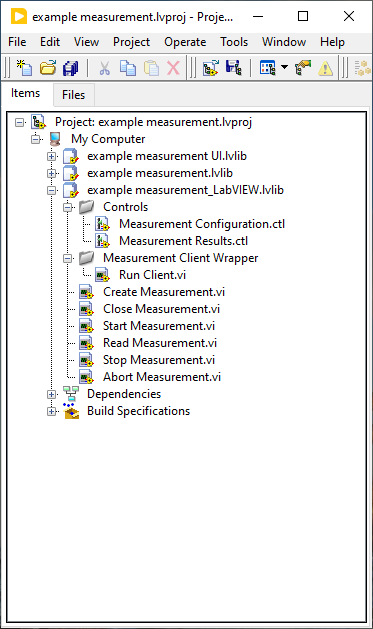 example measurement.lvproj - Proje...
File Edit View Project Operate Tools Window Help
Items Files
Project: example measurement.lvproj
My Computer
example measurement UI.lvlib
example measurement.lvlib
example measurement_LabVIEW.lvlib
Controls
Measurement Configuration.ctl
Measurement Results.ctl
Measurement Client Wrapper
Run Client.vi
Create Measurement.vi
Close Measurement.vi
Start Measurement.vi
Read Measurement.vi
Stop Measurement.vi
Abort Measurement.vi
Dependencies
Build Specifications